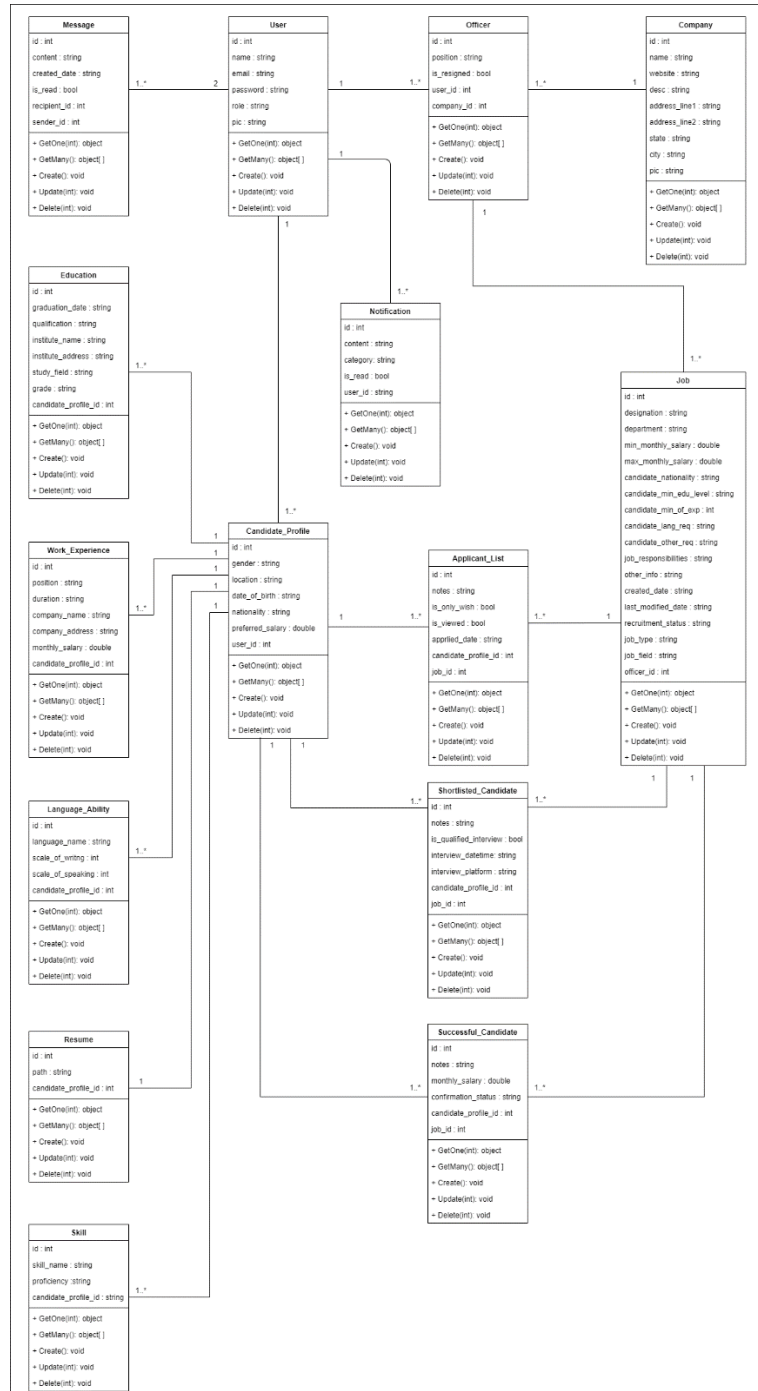 Message
id : int
content : string
created_date : string
is_read : bool
recipient_id : int
sender_id : int
+ GetOne(int): object
+ GetMany(): object[ ]
+ Create(): void
+ Update(int): void
+ Delete(int): void
1..*
2
User
id : int
name : string
email : string
password : string
role : string
pic : string
+ GetOne(int): object
+ GetMany(): object[ ]
+ Create(): void
+ Update(int): void
+ Delete(int): void
1
1..*
1
1
Officer
id : int
position : string
is_resigned : bool
user_id : int
company_id : int
+ GetOne(int): object
+ GetMany(): object[ ]
+ Create(): void
+ Update(int): void
+ Delete(int): void
1..*
1
1
Company
id : int
name : string
website : string
desc : string
address_line1 : string
address_line2 : string
state : string
city : string
pic : string
+ GetOne(int): object
+ GetMany(): object[ ]
+ Create(): void
+ Update(int): void
+ Delete(int): void
Education
id : int
graduation_date : string
qualification : string
institute_name : string
institute_address : string
study_field : string
grade : string
candidate_profile_id : int
+ GetOne(int): object
+ GetMany(): object[ ]
+ Create(): void
+ Update(int): void
+ Delete(int): void
1..*
1..*
Notification
id : int
content : string
category: string
is_read : bool
user_id : string
+ GetOne(int): object
+ GetMany(): object[ ]
+ Create(): void
+ Update(int): void
+ Delete(int): void
1..*
Job
id : int
designation : string
department : string
min_monthly_salary : double
max_monthly_salary : double
candidate_nationality : string
candidate_min_edu_level : string
candidate_min_of_exp : int
candidate_lang_req : string
candidate_other_req : string
job_responsibilities : string
other_info : string
created_date : string
last_modified_date : string
recruitment_status : string
job_type : string
job_field : string
officer_id : int
+ GetOne(int): object
+ GetMany(): object[ ]
+ Create(): void
+ Update(int): void
+ Delete(int): void
1..*
Candidate_Profile
id : int
gender : string
location : string
date_of_birth : string
nationality : string
preferred_salary : double
user_id : int
+ GetOne(int): object
+ GetMany(): object[ ]
+ Create(): void
+ Update(int): void
+ Delete(int): void
1
1
1
1
1
Work_Experience
id : int
position : string
duration : string
company_name : string
company_address : string
monthly_salary : double
candidate_profile_id : int
+ GetOne(int): object
+ GetMany(): object[ ]
+ Create(): void
+ Update(int): void
+ Delete(int): void
1..*
1
1..*
Applicant_List
id : int
notes : string
is_only_wish : bool
is_viewed : bool
apprlied_date : string
candidate_profile_id : int
job_id : int
+ GetOne(int): object
+ GetMany(): object[ ]
+ Create(): void
+ Update(int): void
+ Delete(int): void
1..*
1
1
1
1
1
Language_Ability
id : int
language_name : string
scale_of_writng : int
scale_of_speaking : int
candidate_profile_id : int
+ GetOne(int): object
+ GetMany(): object[ ]
+ Create(): void
+ Update(int): void
+ Delete(int): void
1..*
1..*
Shortlisted_Candidate
id : int
notes : string
is_qualified_interview : bool
interview_datetime : string
interview_platform : string
candidate_profile_id : int
job_id : int
+ GetOne(int): object
+ GetMany(): object[ ]
+ Create(): void
+ Update(int): void
+ Delete(int): void
1..*
Resume
id : int
path : string
candidate_profile_id : int
+ GetOne(int): object
+ GetMany(): object[ ]
+ Create(): void
+ Update(int): void
+ Delete(int): void
1
1..*
Successful_Candidate
id : int
notes : string
monthly_salary : double
confirmation_status : string
candidate_profile_id : int
job_id : int
+ GetOne(int): object
+ GetMany(): object[ ]
+ Create(): void
+ Update(int): void
+ Delete(int): void
1..*
Skill
id : int
skill_name : string
proficiency :string
candidate_profile_id : string
+ GetOne(int): object
+ GetMany(): object[ ]
+ Create(): void
+ Update(int): void
+ Delete(int): void
1..*